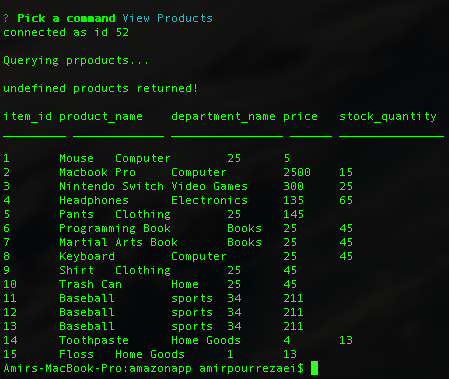 ? Pick a command View Products
connected as id 52
Querying prpoducts...
undefined products returned!
item_id product_name department_name price stock_quantity
1 Mouse Computer 25 5
2 Macbook Pro Computer 2500 15
3 Nintendo Switch Video Games 300 25
4 Headphones Electronics 135 65
5 Pants Clothing 25 145
6 Programming Book Books 25 45
7 Martial Arts Book Books 25 45
8 Keyboard Computer 25 45
9 Shirt Clothing 25 45
10 Trash Can Home 25 45
11 Baseball sports 34 211
12 Baseball sports 34 211
13 Baseball sports 34 211
14 Toothpaste Home Goods 4 13
15 Floss Home Goods 1 13
Amirs-MacBook-Pro:amazonapp amirpourrezaei$